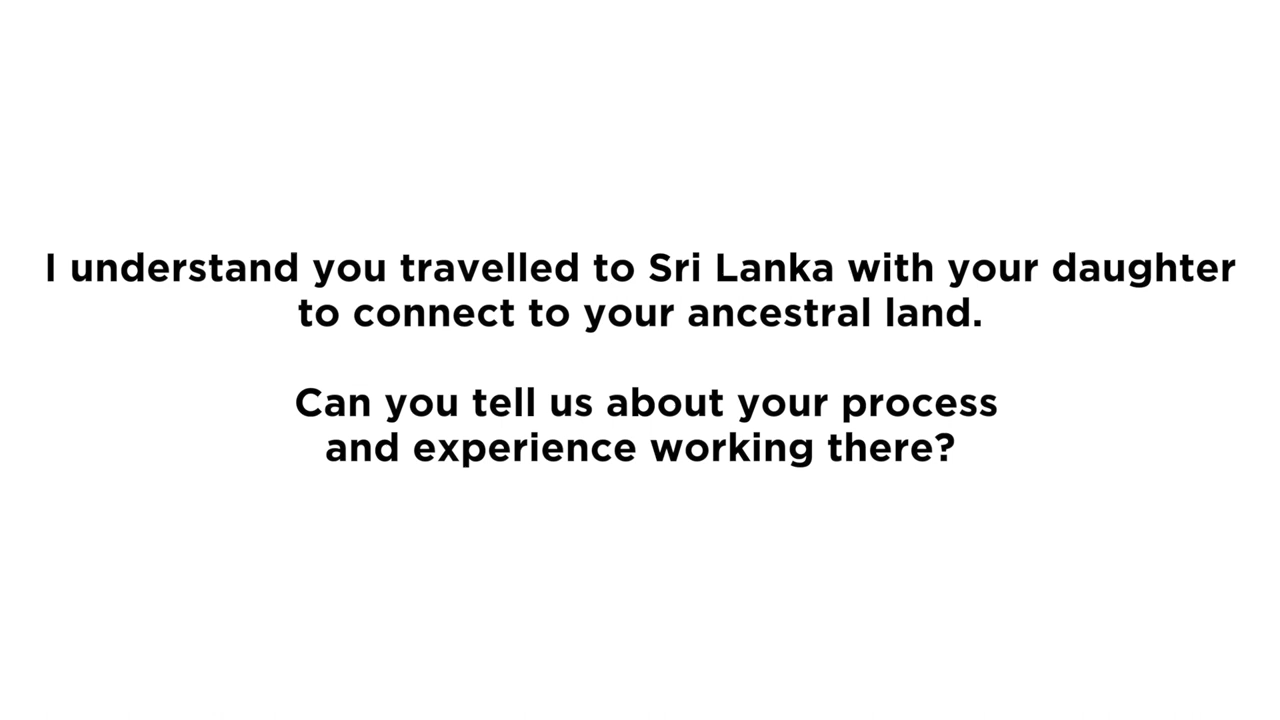 I understand you travelled to Sri Lanka with your daughter
to connect to your ancestral land.
Can you tell us about your process
and experience working there?